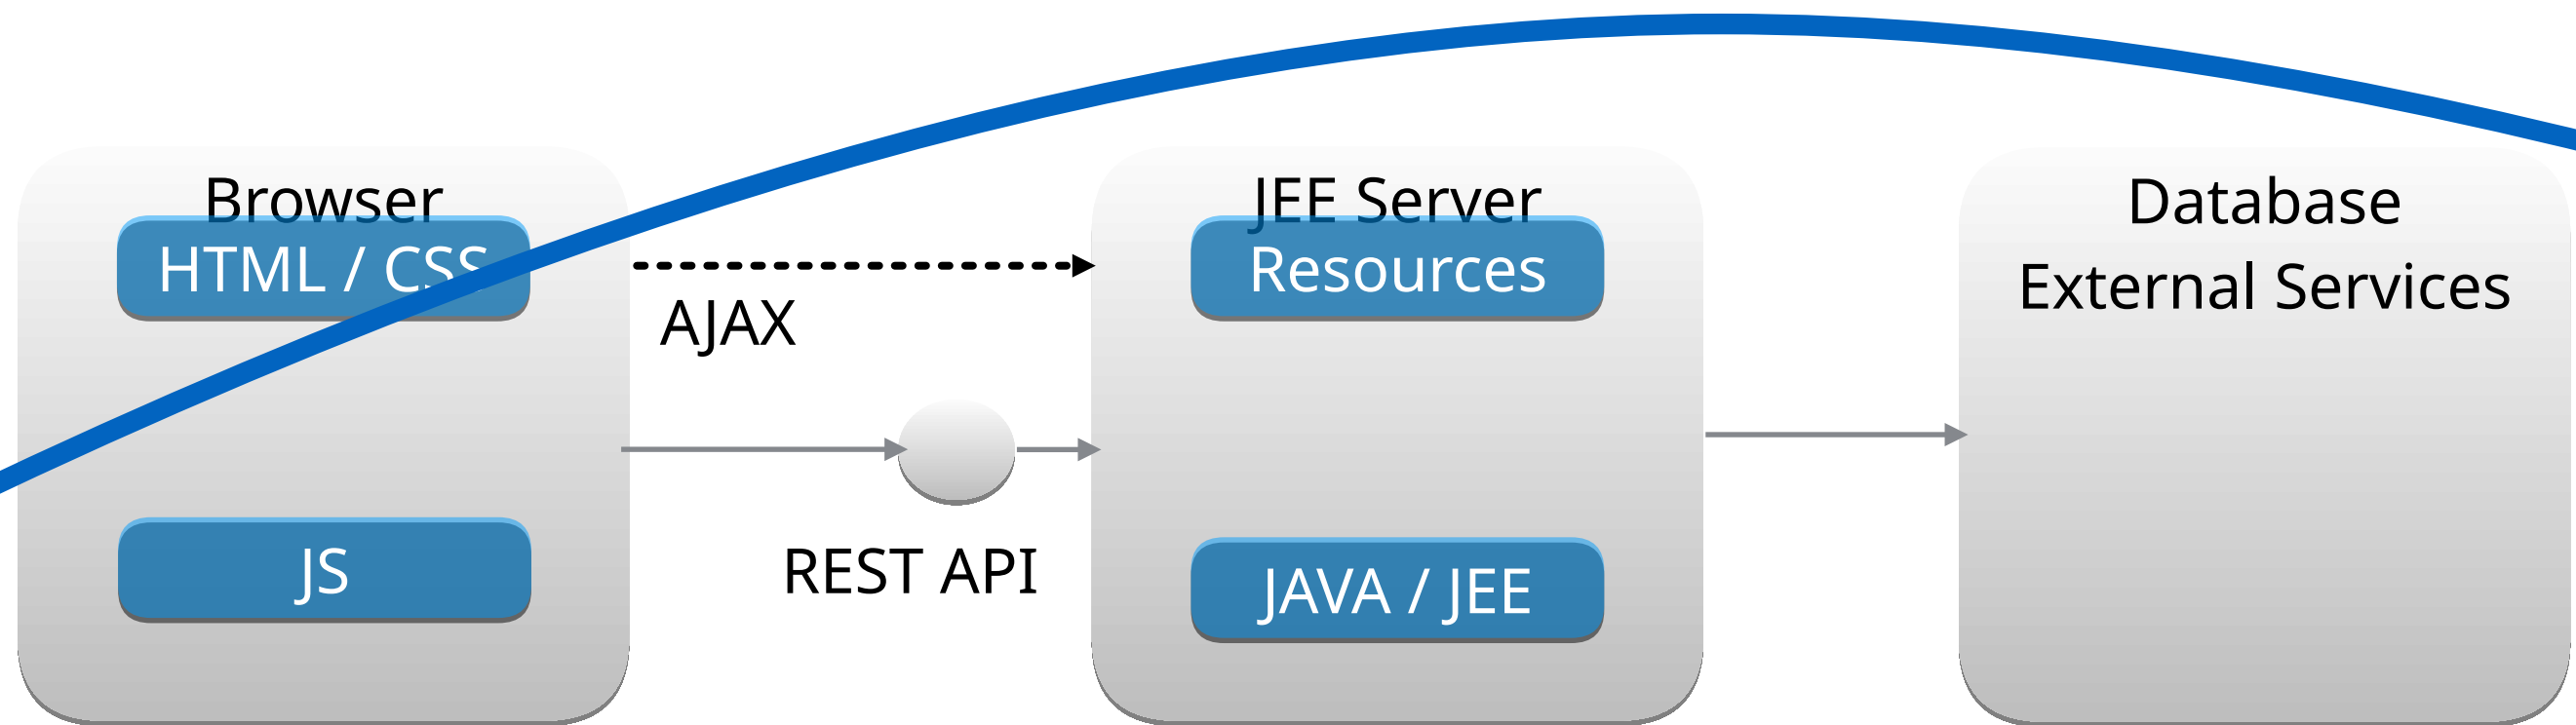 Browser
HTML / CSS
JS
AJAX
REST API
JEE Server
Resources
JAVA / JEE
Database
External Services